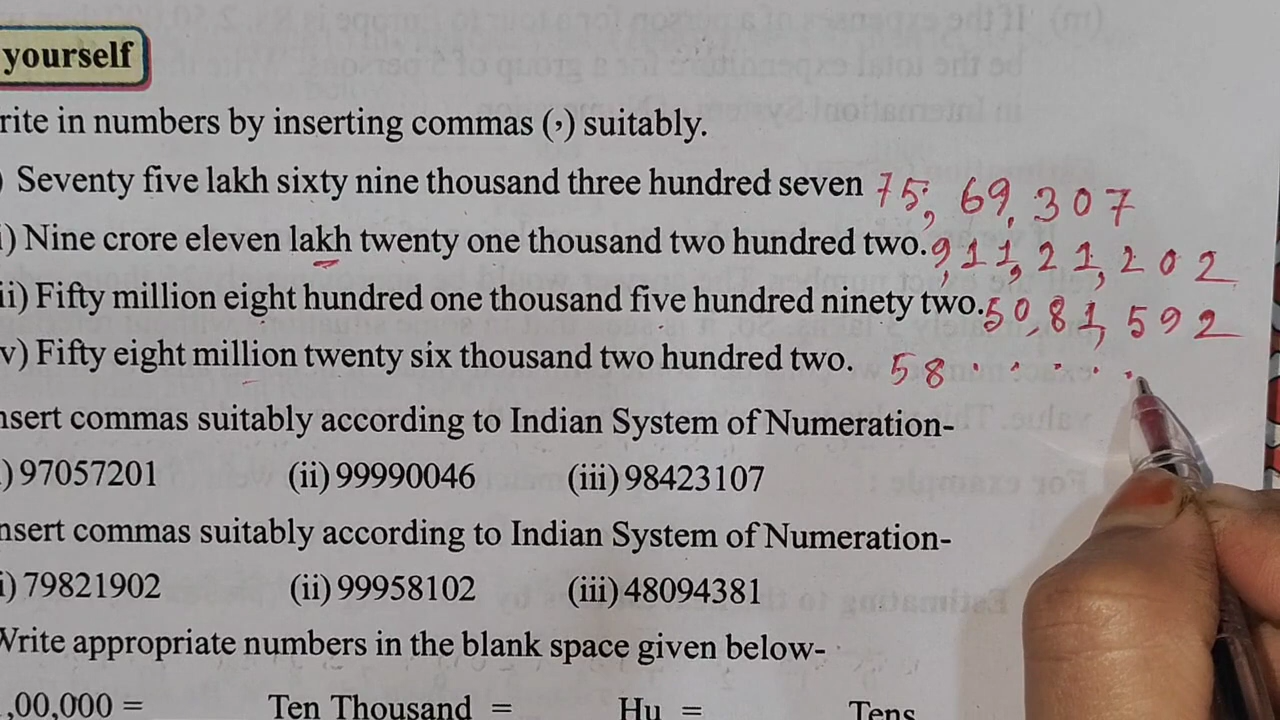 yourself
rite in numbers by inserting commas (,) suitably.
) Seventy five lakh sixty nine thousand three hundred seven 75, 69, 307
i) Nine crore eleven lakh twenty one thousand two hundred two. 9,11,21,202
ii) Fifty million eight hundred one thousand five hundred ninety two. 50,81,592
v) Fifty eight million twenty six thousand two hundred two. 58 . . . . .
nsert commas suitably according to Indian System of Numeration-
) 97057201 (ii) 99990046 (iii) 98423107
nsert commas suitably according to Indian System of Numeration-
i) 79821902 (ii) 99958102 (iii) 48094381
Write appropriate numbers in the blank space given below-
,00,000 = Ten Thousand = Hu = Tens